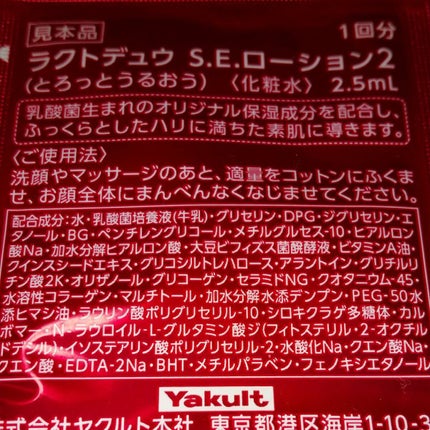 見本品 1回分
ラクトデュウ S.E.ローション2
(とろっとうるおう) 〈化粧水〉 2.5mL
乳酸菌生まれのオリジナル保湿成分を配合し、
ふっくらとしたハリに満ちた素肌に導きます。
〈ご使用法〉
洗顔やマッサージのあと、適量をコットンにふくま
せ、お顔全体にまんべんなくなじませてください。
配合成分:水・乳酸菌培養液(牛乳)・グリセリン・DPG・ジグリセリン・エ
タノール・BG・ペンチレングリコール・メチルグルセス-10・ヒアルロン
酸Na・加水分解ヒアルロン酸・大豆ビフィズス菌醗酵液・ビタミンA油・
クインスシードエキス・グリコシルトレハロース・アラントイン・グリチルリ
チン酸2K・オリザノール・グリコーゲン・セラミドNG・クオタニウム-45・
水溶性コラーゲン・マルチトール・加水分解水添デンプン・PEG-50水
添ヒマシ油・ラウリン酸ポリグリセリル-10・シロキクラゲ多糖体・カル
ボマー・N-ラウロイル-L-グルタミン酸ジ(フィトステリル・2-オクチル
ドデシル)・イソステアリン酸ポリグリセリル-2・水酸化Na・クエン酸Na・
クエン酸・EDTA-2Na・BHT・メチルパラベン・フェノキシエタノール
Yakult
株式会社ヤクルト本社 東京都港区海岸1-10-3